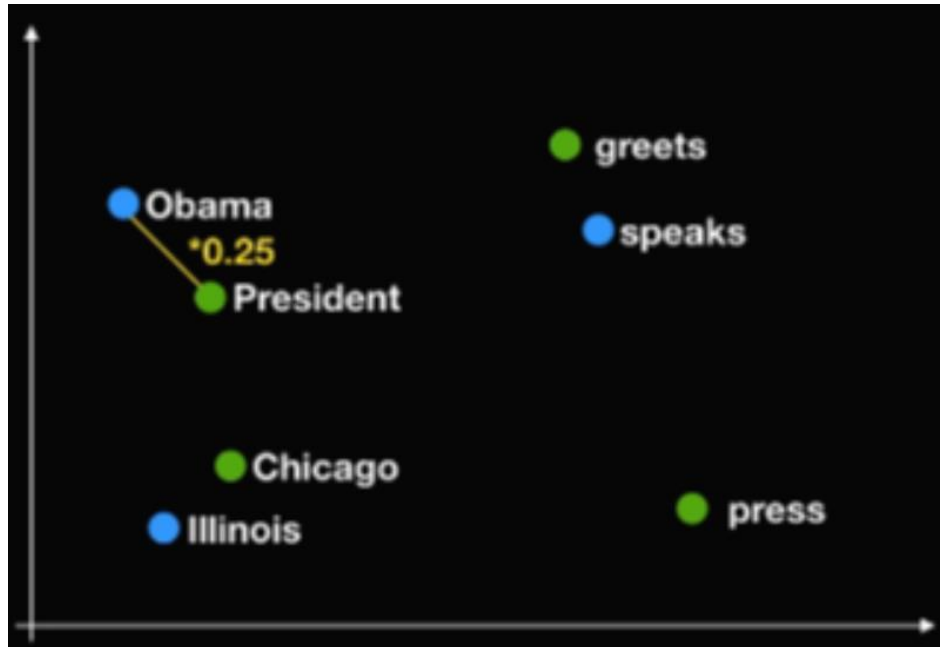 greets
Obama
speaks
*0.25
President
Chicago
press
Illinois